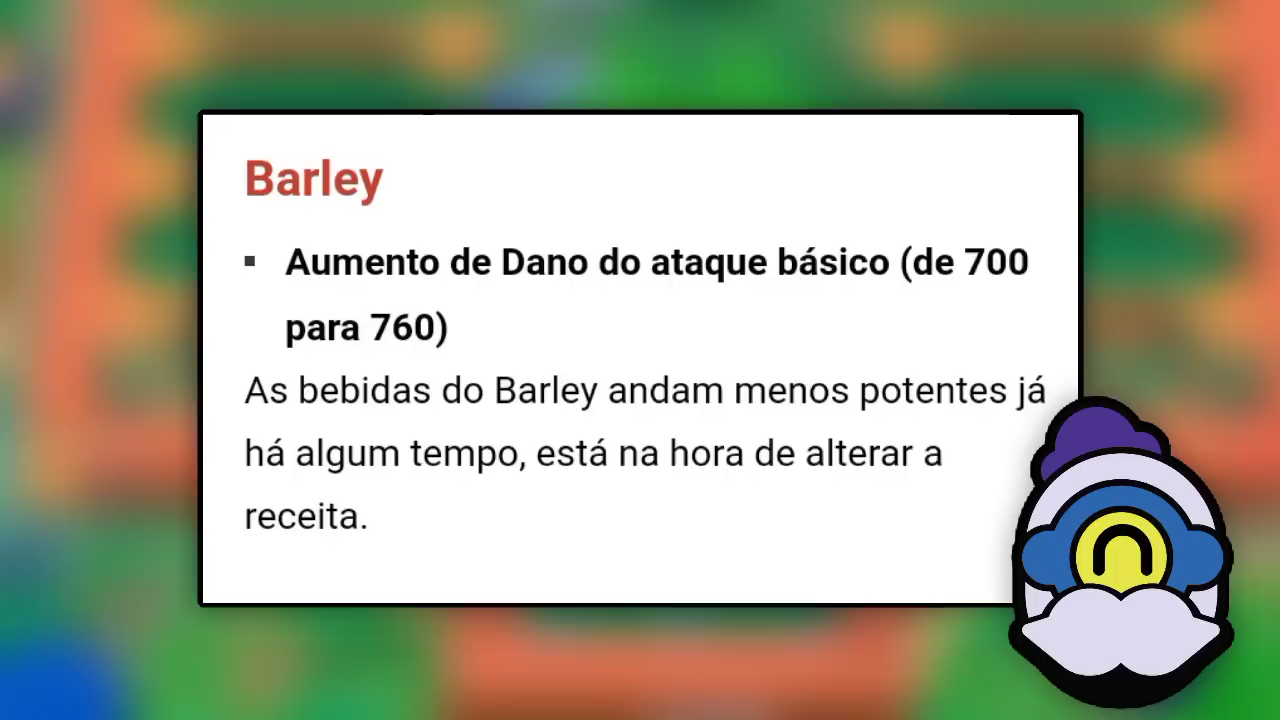 Barley
▪ Aumento de Dano do ataque básico (de 700
para 760)
As bebidas do Barley andam menos potentes já
há algum tempo, está na hora de alterar a
receita.